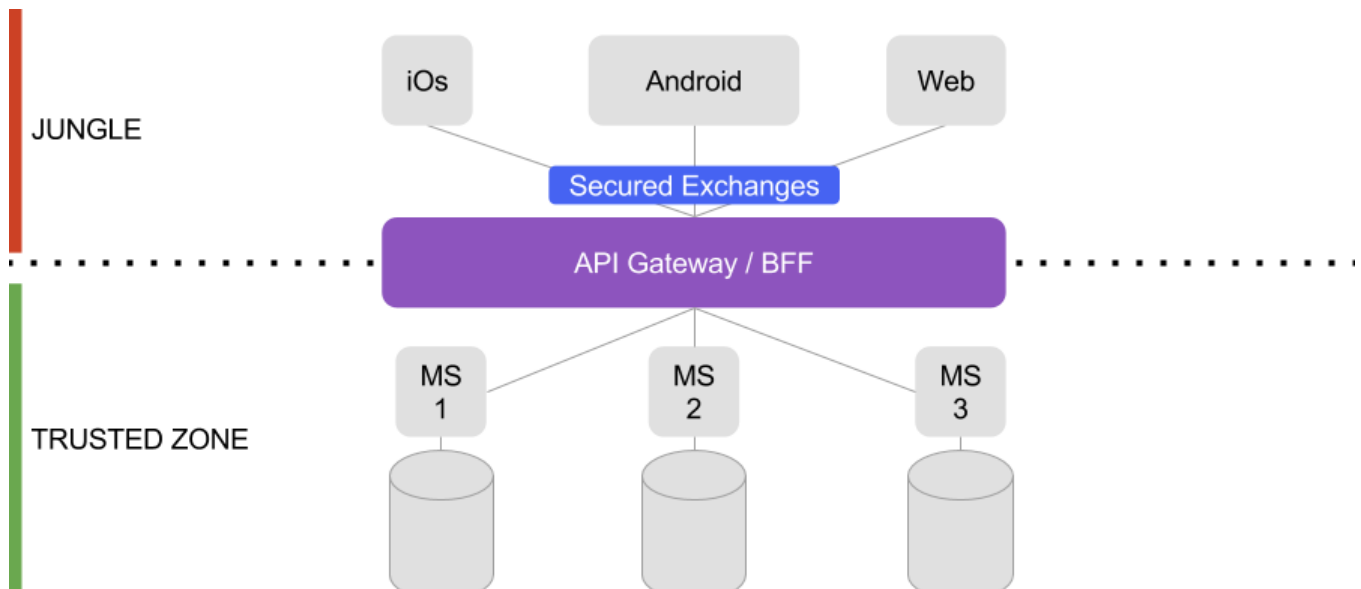 iOs
Android
Web
JUNGLE
Secured Exchanges
API Gateway / BFF
MS
1
MS
2
MS
3
TRUSTED ZONE